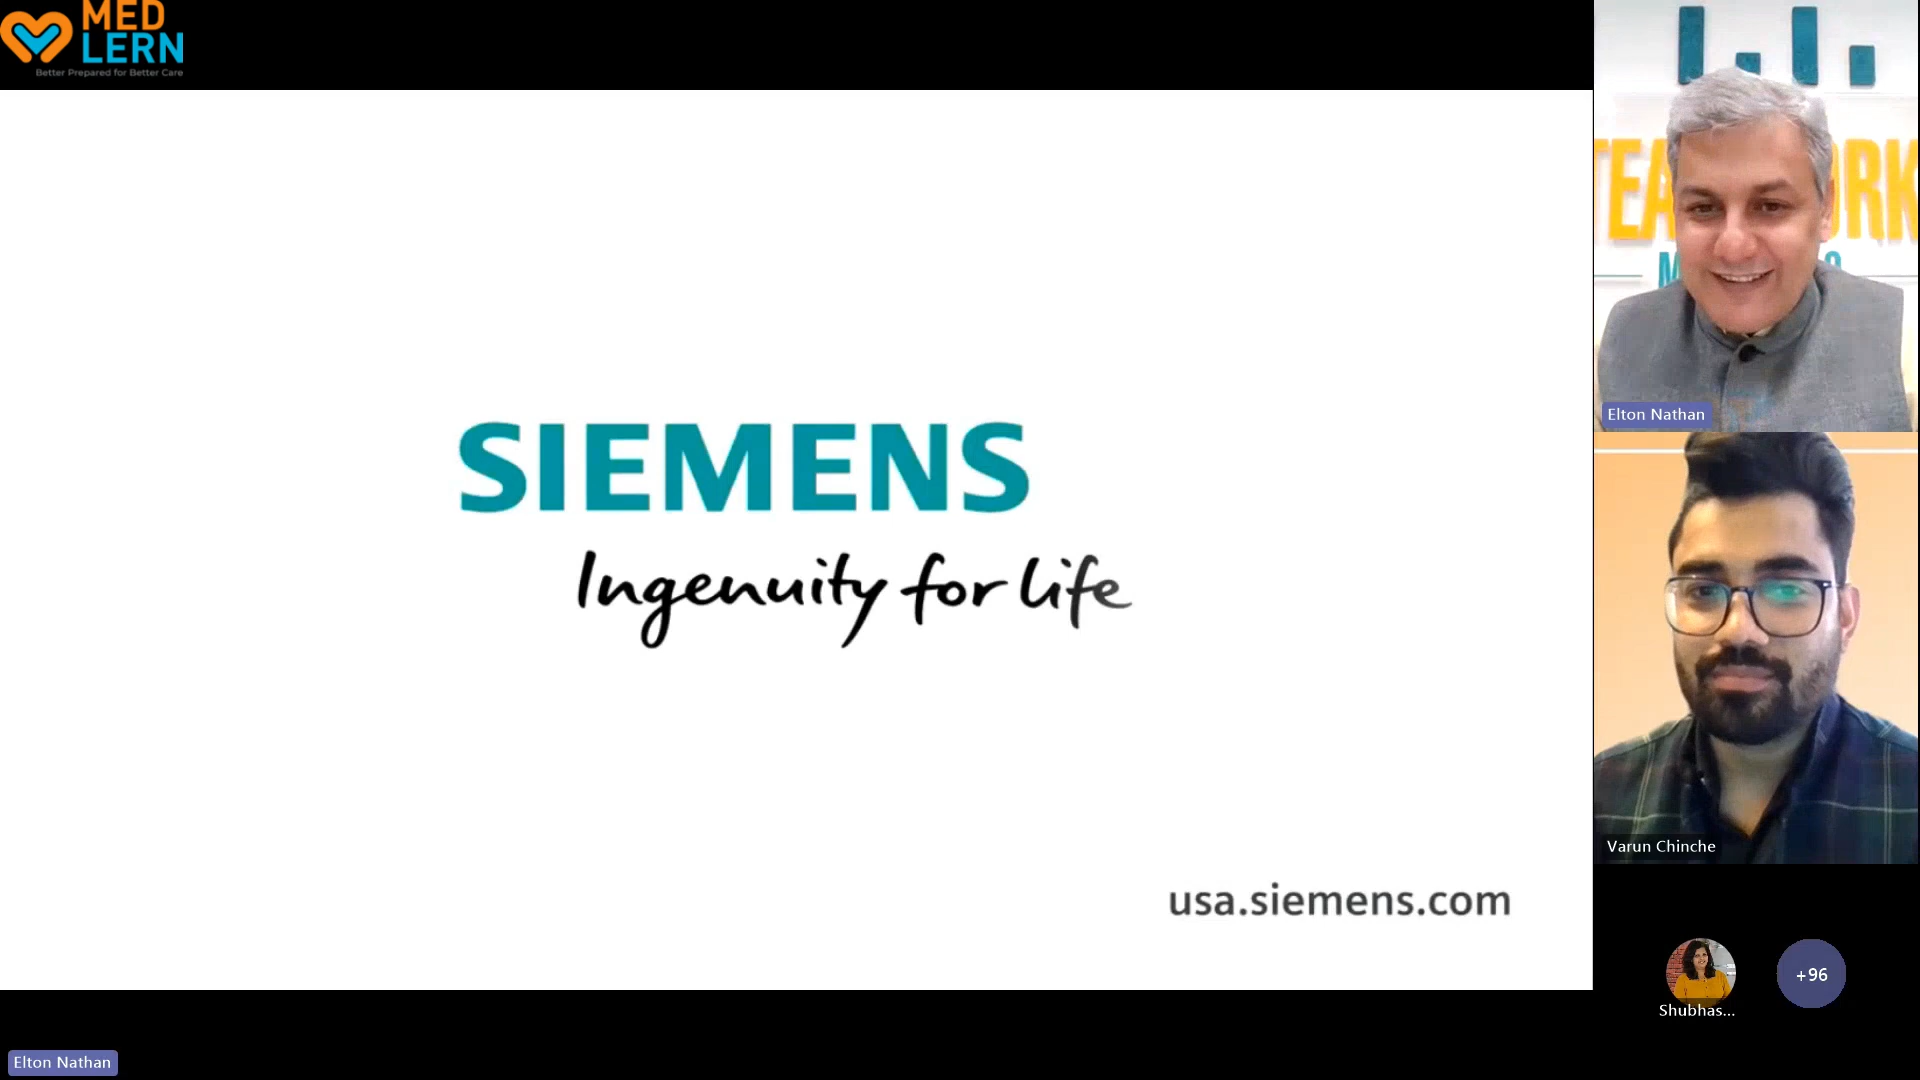 MED
LERN
Better Prepared for Better Care
SIEMENS
Ingenuity for life
usa.siemens.com
Elton Nathan
Varun Chinche
Shubhas...
+96
Elton Nathan